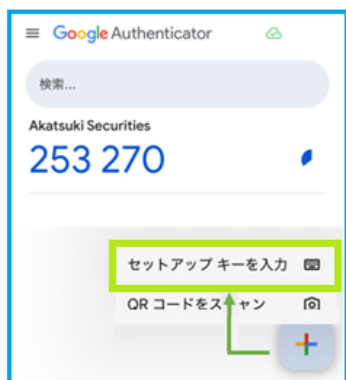 Google Authenticator
検索...
Akatsuki Securities
253 270
セットアップ キーを入力
QR コードをスキャン